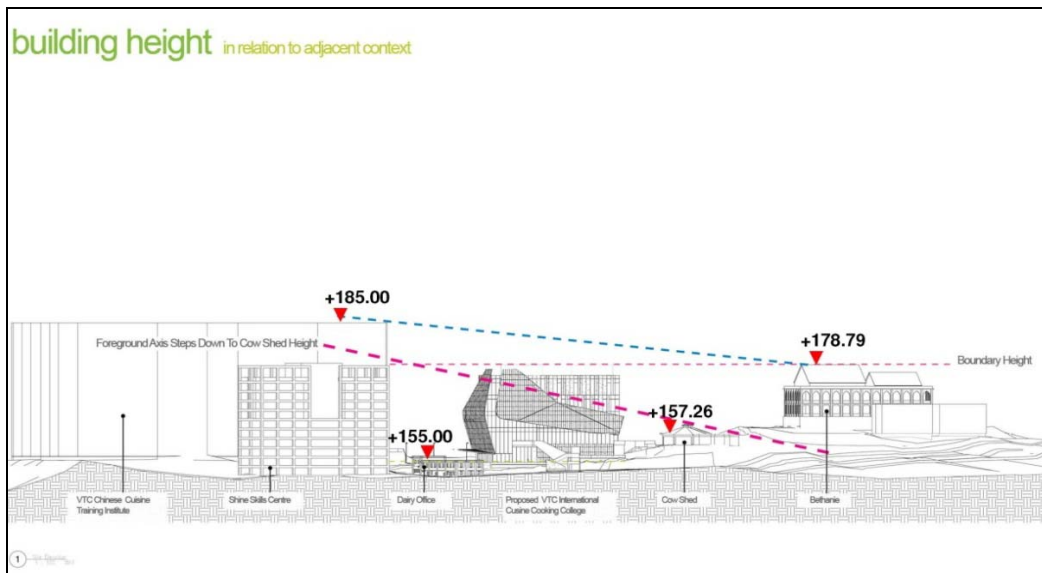 building height in relation to adjacent context
+185.00
+178.79
Foreground Axis Steps Down To Cow Shed Height
Boundary Height
+157.26
+155.00
VTC Chinese Cuisine
Training Institute
Shine Skills Centre
Dairy Office
Proposed VTC International
Cusine Cooking College
Cow Shed
Bethanie
1